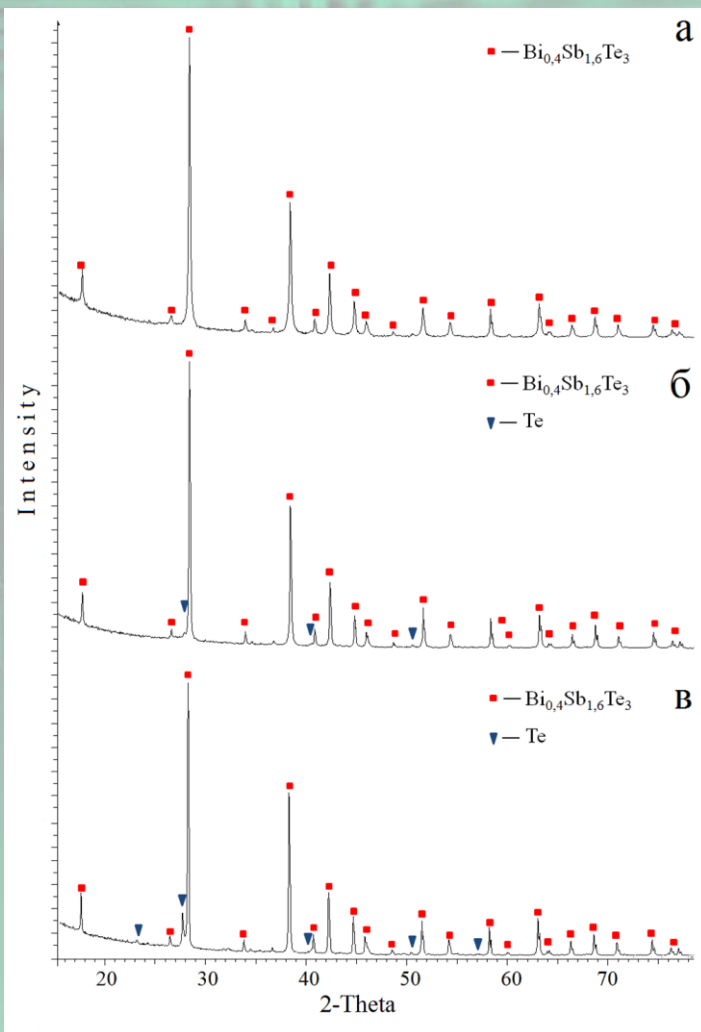 а
— Bi0,4Sb1,6Te3
— Bi0,4Sb1,6Te3
б
— Te
Intensity
— Bi0,4Sb1,6Te3
в
— Te
20 30 40 50 60 70
2-Theta